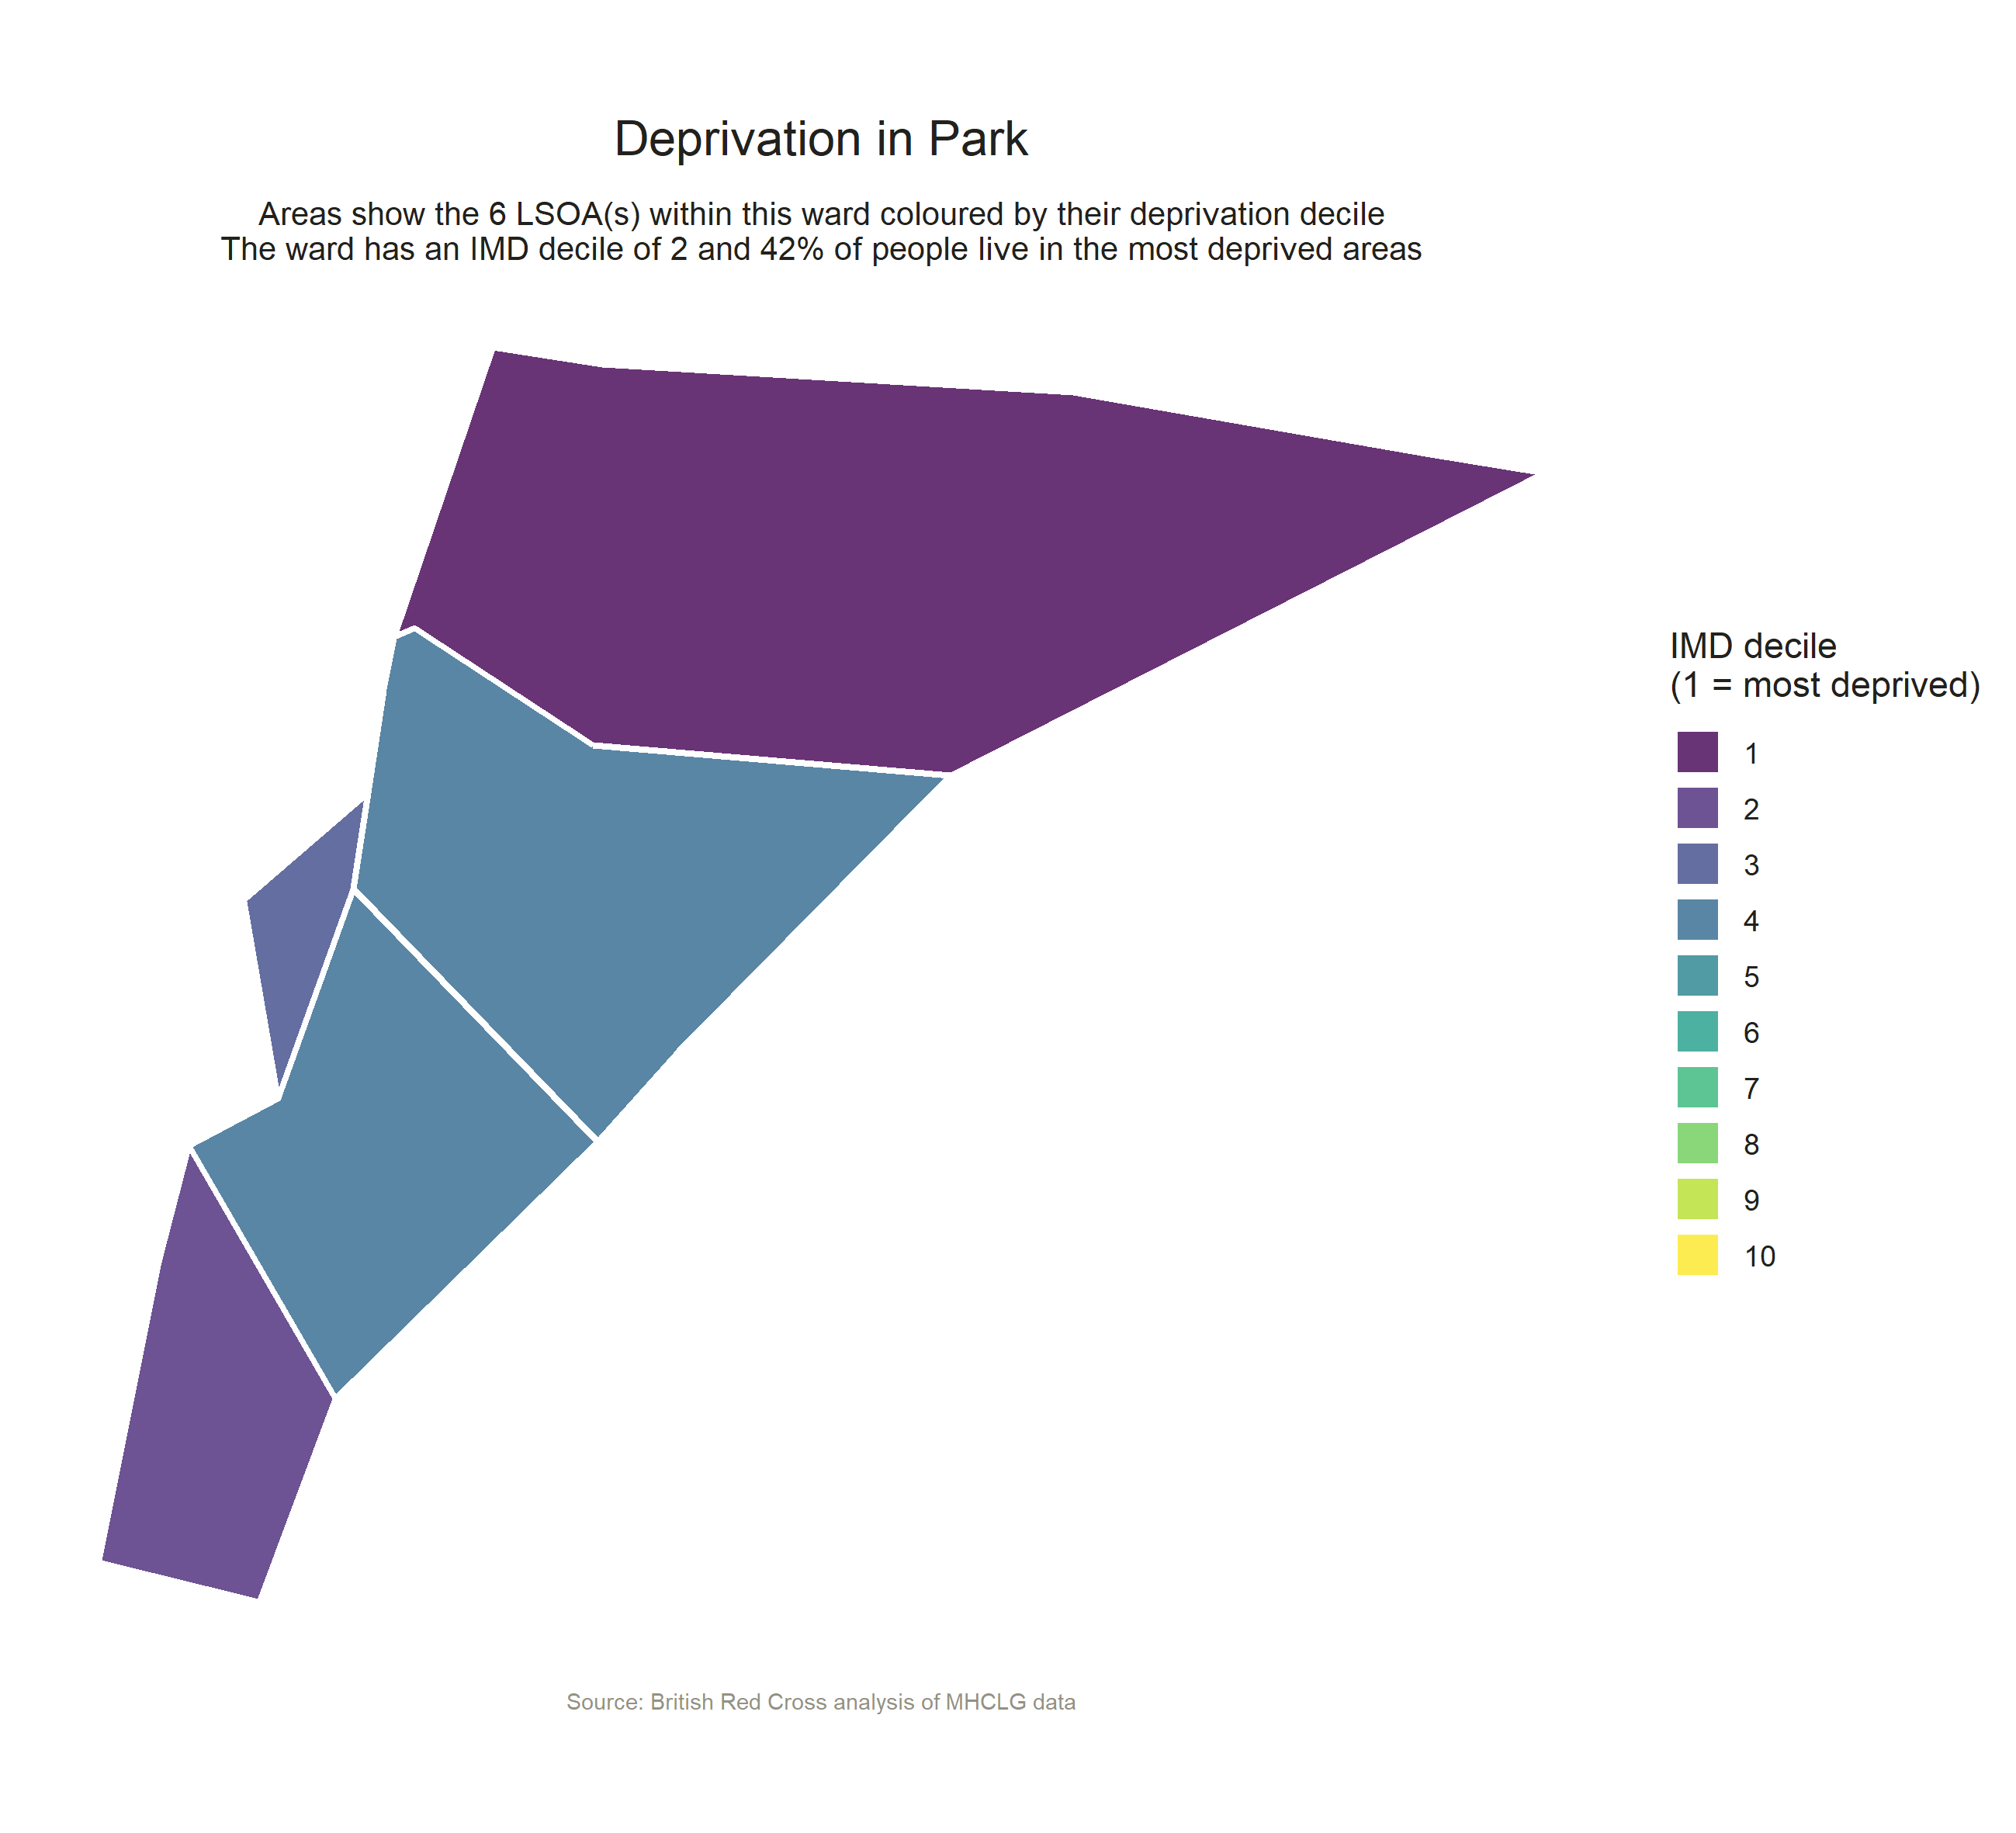 Deprivation in Park
Areas show the 6 LSOA(s) within this ward coloured by their deprivation decile
The ward has an IMD decile of 2 and 42% of people live in the most deprived areas
IMD decile
(1 = most deprived)
1
2
3
4
5
6
7
8
9
10
Source: British Red Cross analysis of MHCLG data